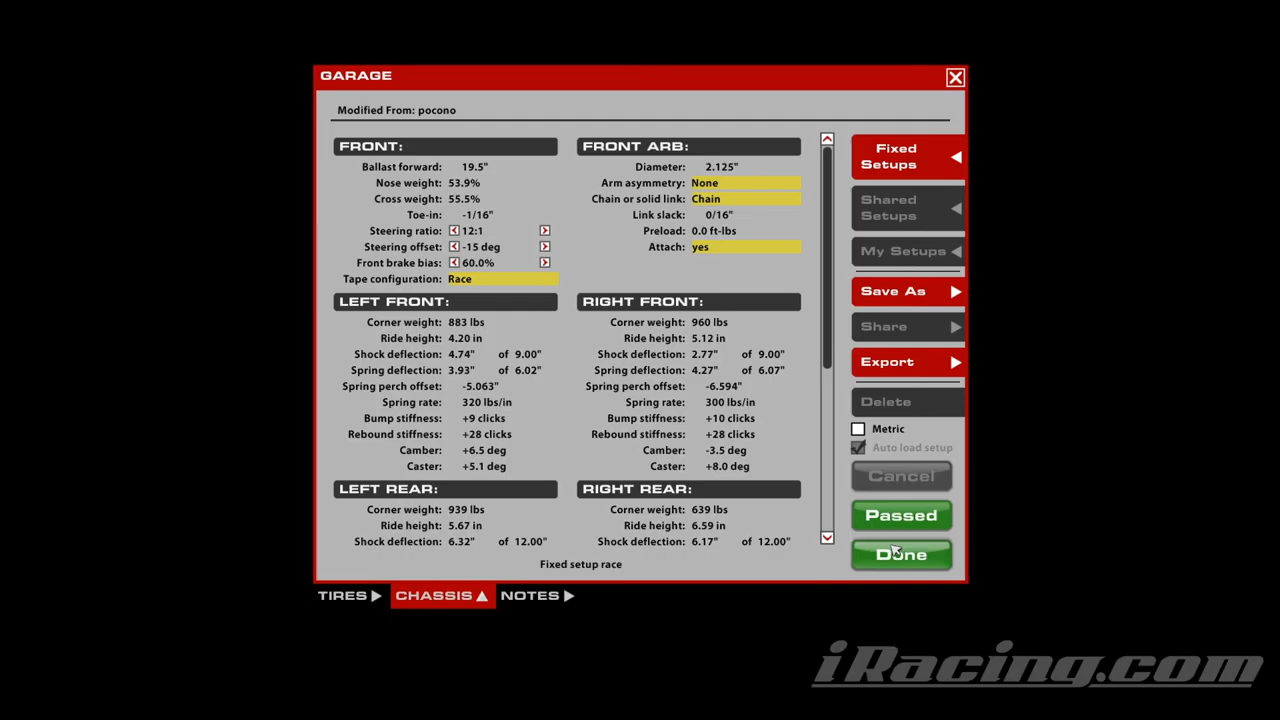 GARAGE
Modified From: pocono
FRONT:
Ballast forward: 19.5"
Nose weight: 53.9%
Cross weight: 55.5%
Toe-in: -1/16"
Steering ratio: 12:1
Steering offset: -15 deg
Front brake bias: 60.0%
Tape configuration: Race
FRONT ARB:
Diameter: 2.125"
Arm asymmetry: None
Chain or solid link: Chain
Link slack: 0/16"
Preload: 0.0 ft-lbs
Attach: yes
LEFT FRONT:
Corner weight: 883 lbs
Ride height: 4.20 in
Shock deflection: 4.74" of 9.00"
Spring deflection: 3.93" of 6.02"
Spring perch offset: -5.063"
Spring rate: 320 lbs/in
Bump stiffness: +9 clicks
Rebound stiffness: +28 clicks
Camber: +6.5 deg
Caster: +5.1 deg
RIGHT FRONT:
Corner weight: 960 lbs
Ride height: 5.12 in
Shock deflection: 2.77" of 9.00"
Spring deflection: 4.27" of 6.07"
Spring perch offset: -6.594"
Spring rate: 300 lbs/in
Bump stiffness: +10 clicks
Rebound stiffness: +28 clicks
Camber: -3.5 deg
Caster: +8.0 deg
LEFT REAR:
Corner weight: 939 lbs
Ride height: 5.67 in
Shock deflection: 6.32" of 12.00"
RIGHT REAR:
Corner weight: 639 lbs
Ride height: 6.59 in
Shock deflection: 6.17" of 12.00"
Fixed setup race
Fixed
Setups
Shared
Setups
My Setups
Save As
Share
Export
Delete
Metric
Auto load setup
Cancel
Passed
Done
TIRES
CHASSIS
NOTES
iRacing.com